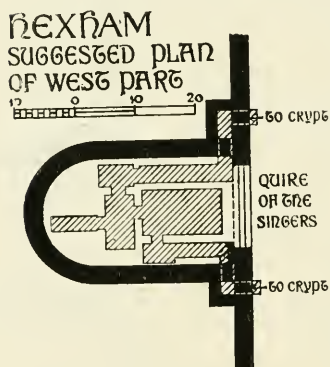 HEXHAM
SUGGESTED PLAN
OF WEST PART
10 0 10 20
TO CRYPT
QUIRE
OF THE
SINGERS
TO CRYPT